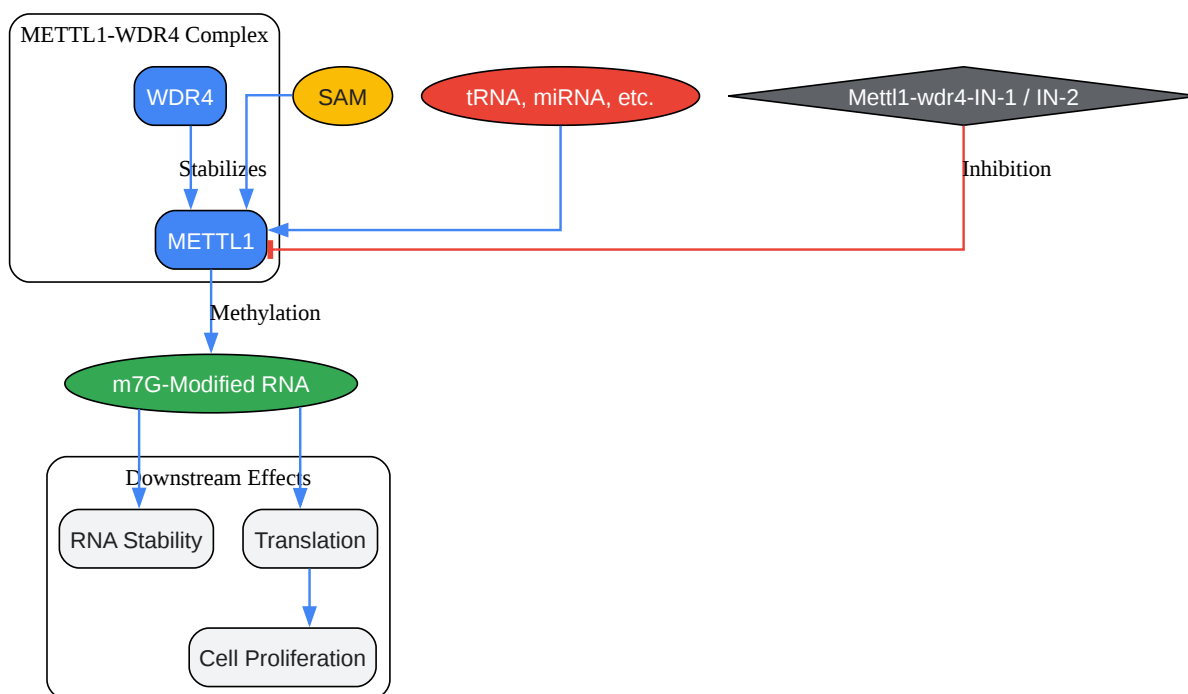 METTL1-WDR4 Complex
WDR4
SAM
tRNA, miRNA, etc.
Mettl1-wdr4-IN-1 / IN-2
Stabilizes
Inhibition
METTL1
Methylation
m7G-Modified RNA
Downstream Effects
RNA Stability
Translation
Cell Proliferation